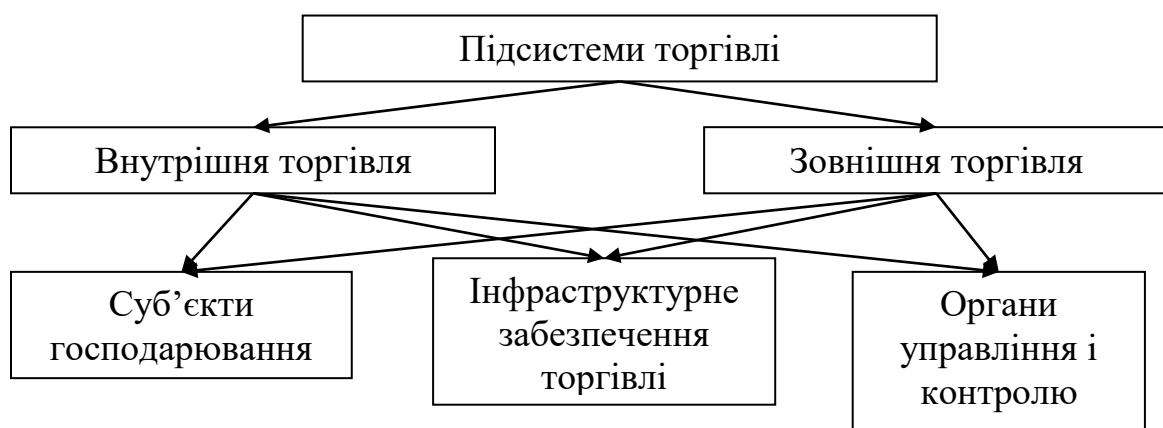 Підсистеми торгівлі
Внутрішня торгівля
Зовнішня торгівля
Суб’єкти
господарювання
Інфраструктурне
забезпечення
торгівлі
Органи
управління і
контролю